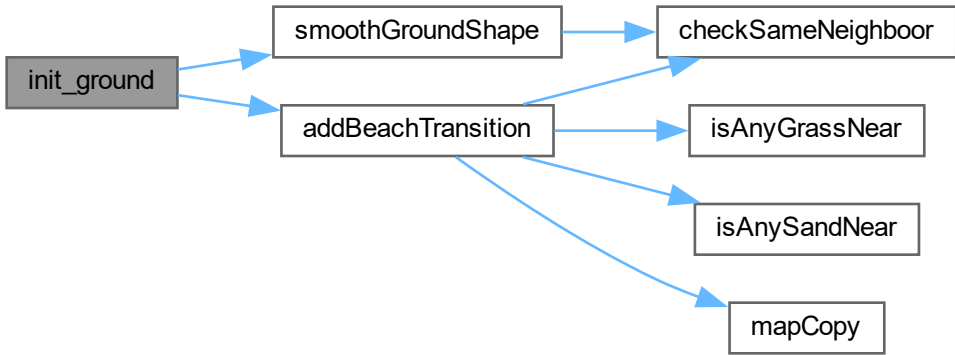 smoothGroundShape
checkSameNeighboor
init_ground
addBeachTransition
isAnyGrassNear
isAnySandNear
mapCopy